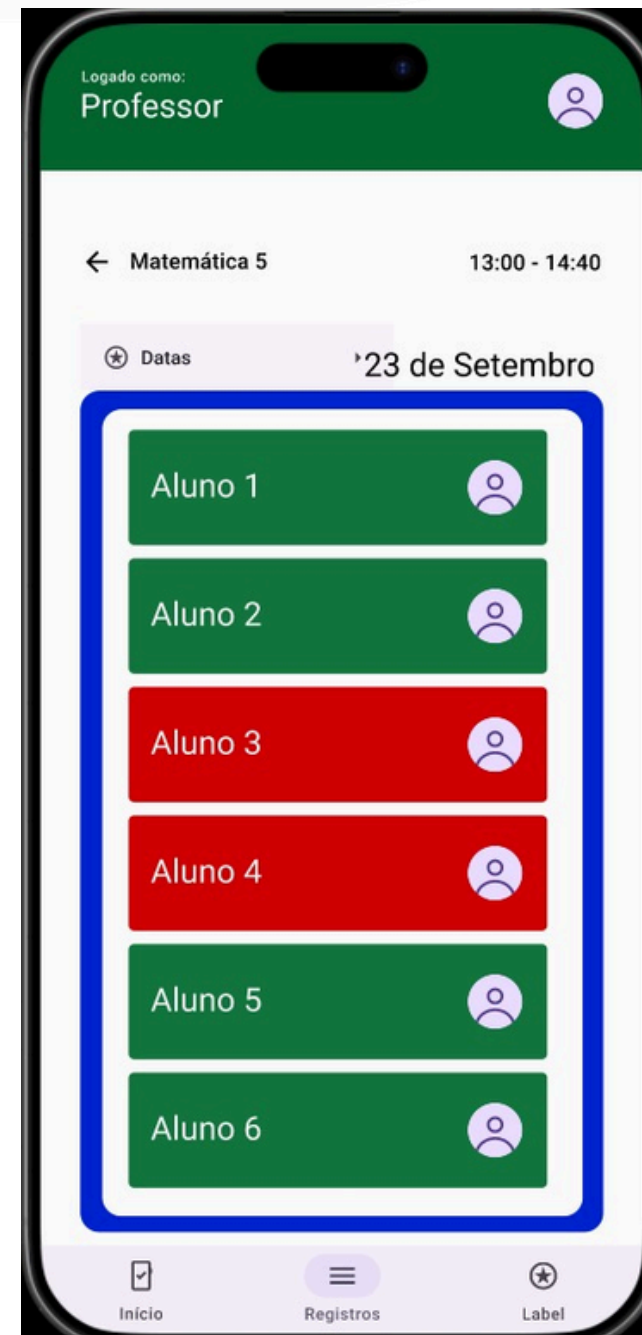 Logado como:
Professor
Matemática 5 13:00 - 14:40
Datas 23 de Setembro
Aluno 1
Aluno 2
Aluno 3
Aluno 4
Aluno 5
Aluno 6
Início Registros Label